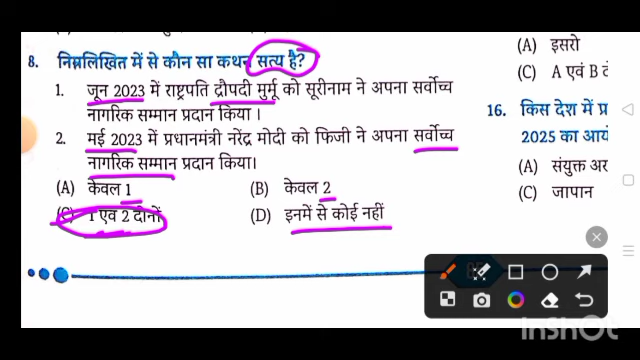 8. निम्नलिखित में से कौन सा कथन सत्य है?
1. जून 2023 में राष्ट्रपति द्रौपदी मुर्मू को सूरीनाम ने अपना सर्वोच्च
नागरिक सम्मान प्रदान किया ।
2. मई 2023 में प्रधानमंत्री नरेंद्र मोदी को फिजी ने अपना सर्वोच्च
नागरिक सम्मान प्रदान किया।
(A) केवल 1 (B) केवल 2
(C) 1 एवं 2 दोनों (D) इनमें से कोई नहीं
(A) इसरो
(C) A एवं B
16. किस देश में
2025 का
(A) संयुक्त
(C) जापान
InShOt